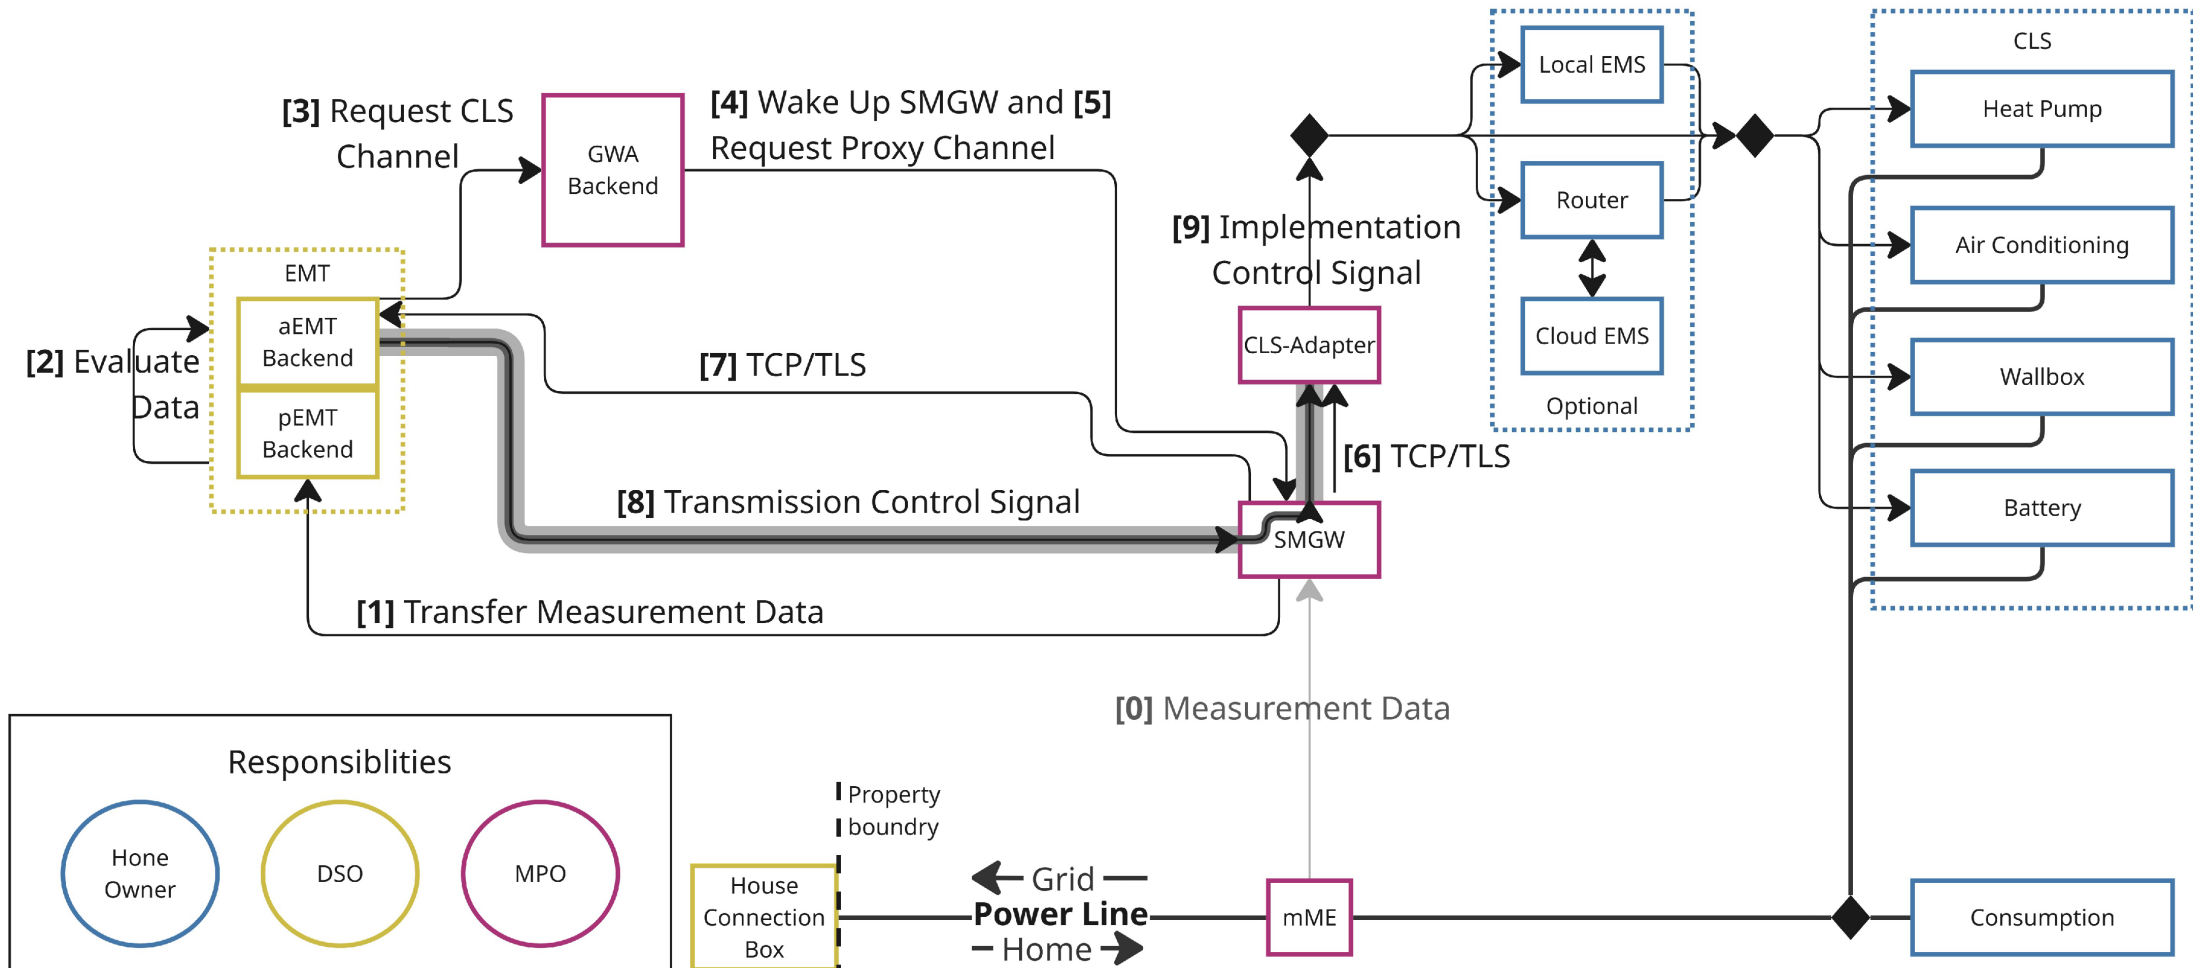 [3] Request CLS
Channel
GWA
Backend
[4] Wake Up SMGW and [5]
Request Proxy Channel
Local EMS
Router
Cloud EMS
Optional
CLS
Heat Pump
Air Conditioning
Wallbox
Battery
[9] Implementation
Control Signal
CLS-Adapter
EMT
aEMT
Backend
pEMT
Backend
[2] Evaluate
Data
[7] TCP/TLS
[6] TCP/TLS
[8] Transmission Control Signal
SMGW
[1] Transfer Measurement Data
[0] Measurement Data
Responsiblities
Hone
Owner
DSO
MPO
Property
boundry
House
Connection
Box
Grid
Power Line
Home
mME
Consumption